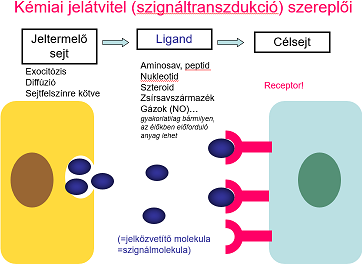 Kémiai jelátvitel (szignáltranszdukció) szereplői
Jeltermelő
sejt
Ligand
Célsejt
Exocitózis
Diffúzió
Sejtfelszínre kötve
Aminosav, peptid
Nukleotid
Szteroid
Zsírsavszármazék
Gázok (NO)…
gyakorlatilag bármilyen,
az élőkben előforduló
anyag lehet
Receptor!
(=jelközvetítő molekula
=szignálmolekula)